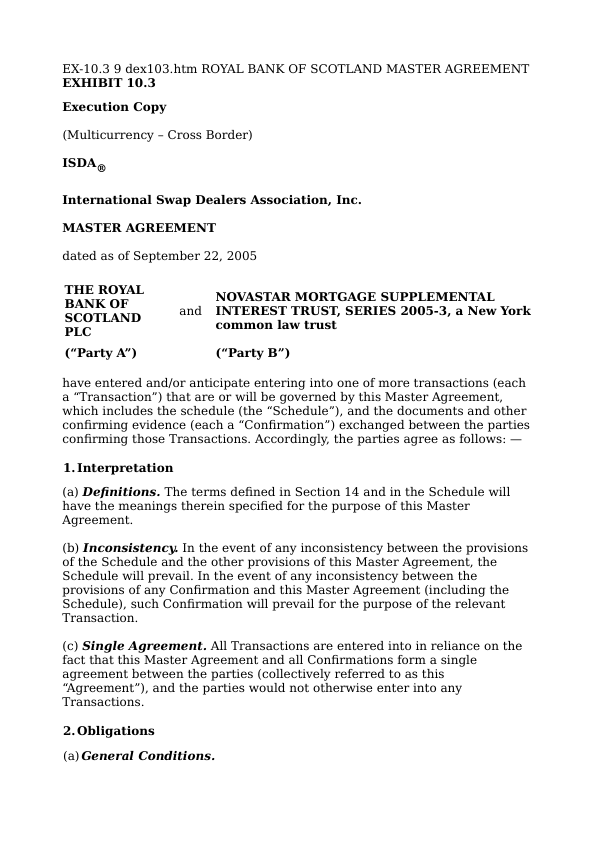 EX-10.3 9 dex103.htm ROYAL BANK OF SCOTLAND MASTER AGREEMENT
EXHIBIT 10.3
Execution Copy
(Multicurrency – Cross Border)
ISDA®
International Swap Dealers Association, Inc.
MASTER AGREEMENT
dated as of September 22, 2005
THE ROYAL
BANK OF
SCOTLAND
PLC
and
NOVASTAR MORTGAGE SUPPLEMENTAL
INTEREST TRUST, SERIES 2005-3, a New York
common law trust
(“Party A”)
(“Party B”)
have entered and/or anticipate entering into one of more transactions (each
a “Transaction”) that are or will be governed by this Master Agreement,
which includes the schedule (the “Schedule”), and the documents and other
confirming evidence (each a “Confirmation”) exchanged between the parties
confirming those Transactions. Accordingly, the parties agree as follows: —
1. Interpretation
(a) Definitions. The terms defined in Section 14 and in the Schedule will
have the meanings therein specified for the purpose of this Master
Agreement.
(b) Inconsistency. In the event of any inconsistency between the provisions
of the Schedule and the other provisions of this Master Agreement, the
Schedule will prevail. In the event of any inconsistency between the
provisions of any Confirmation and this Master Agreement (including the
Schedule), such Confirmation will prevail for the purpose of the relevant
Transaction.
(c) Single Agreement. All Transactions are entered into in reliance on the
fact that this Master Agreement and all Confirmations form a single
agreement between the parties (collectively referred to as this
“Agreement”), and the parties would not otherwise enter into any
Transactions.
2. Obligations
(a) General Conditions.